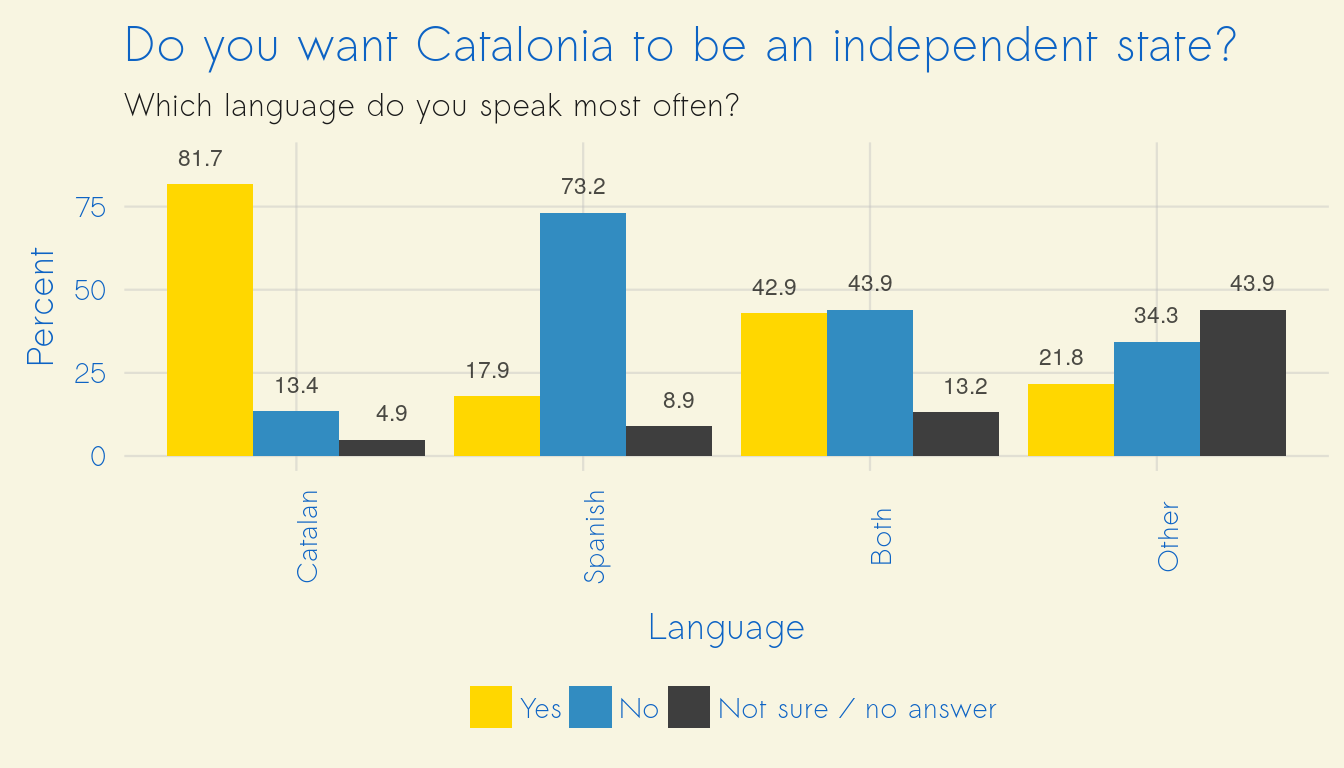 Do you want Catalonia to be an independent state?
Which language do you speak most often?
81.7
73.2
75
Percent
50
42.9
43.9
43.9
34.3
21.8
25
17.9
13.4
13.2
8.9
4.9
0
Catalan
Spanish
Both
Other
Language
Yes No Not sure / no answer